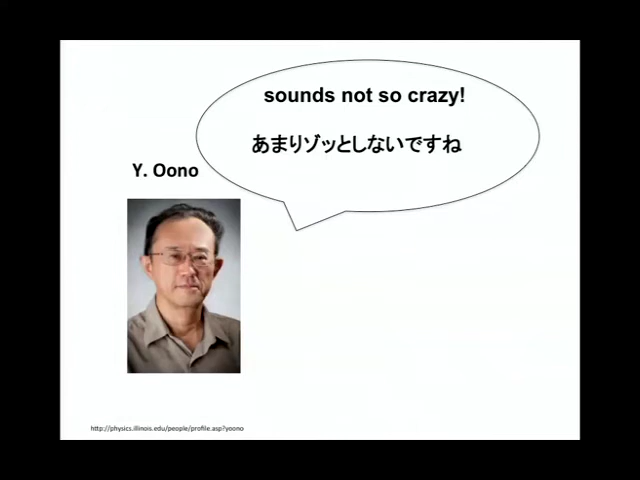 sounds not so crazy!
あまりゾッとしないですね
Y. Oono
http://physics.illinois.edu/people/profile.asp?yoono